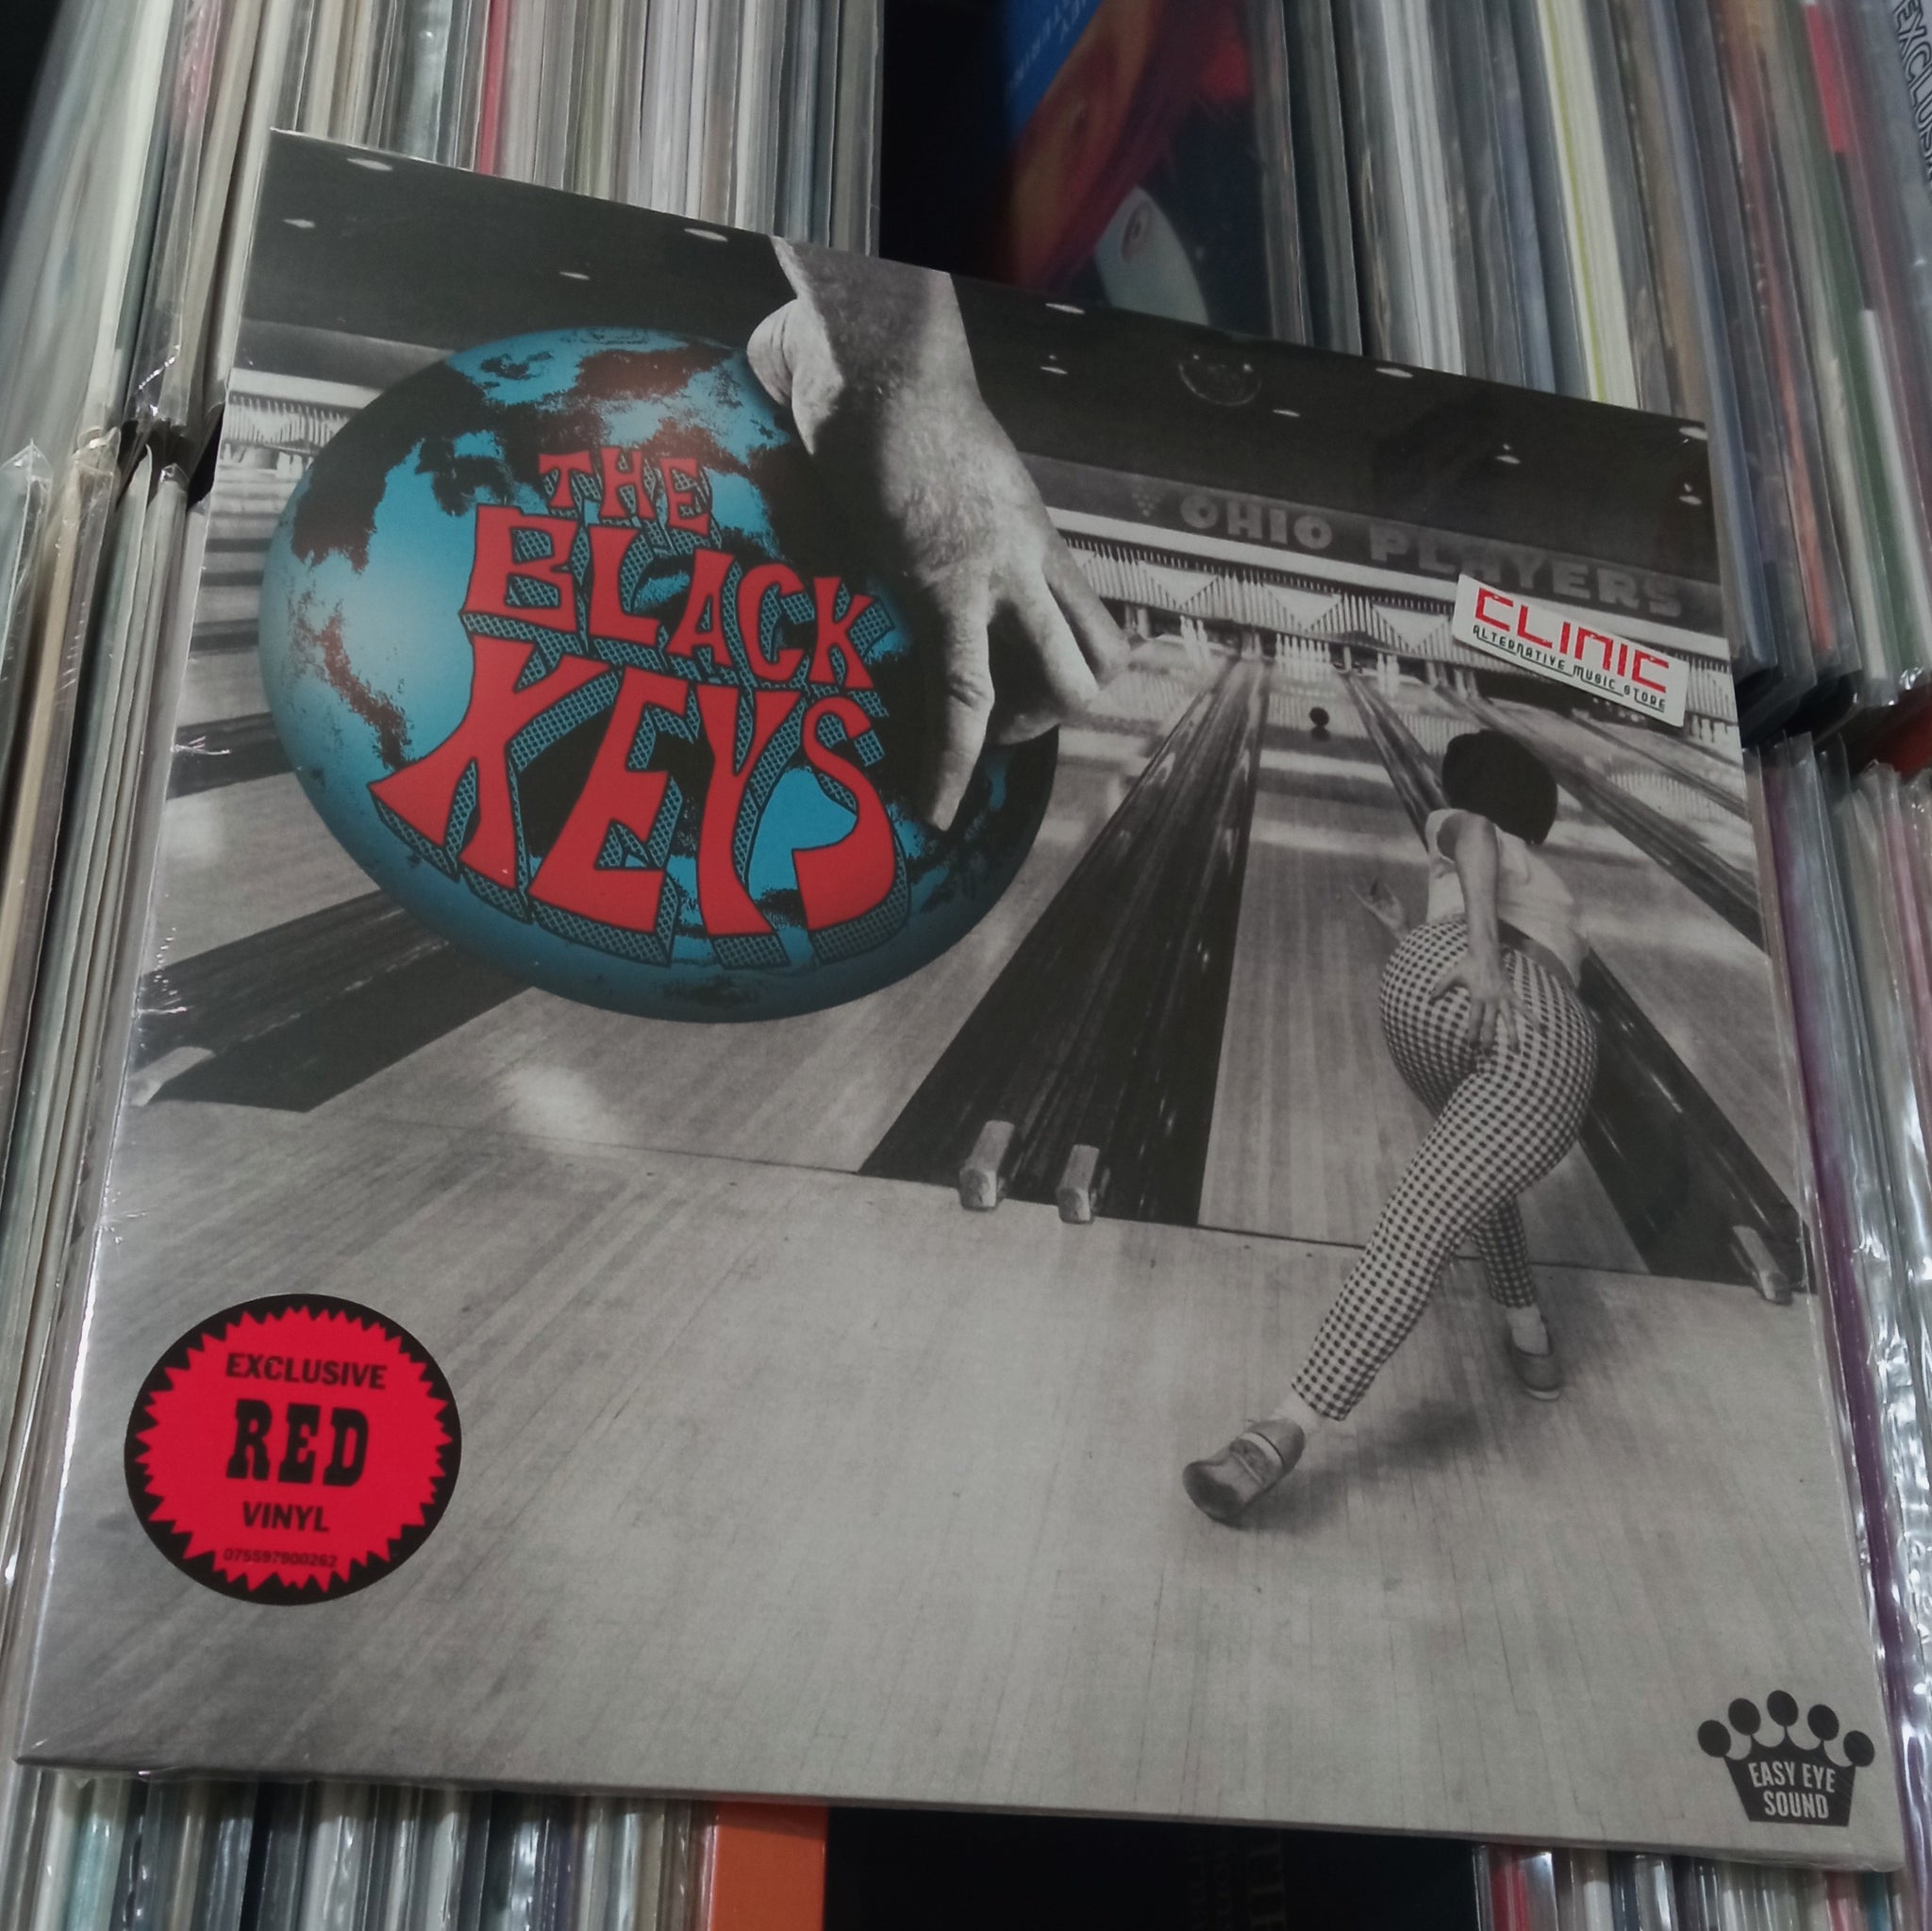 THE
BLACK
KEYS
OHIO PLAYERS
CLINIC
ALTERNATIVE MUSIC STORE
EXCLUSIVE
RED
VINYL
075597900262
EASY EYE
SOUND